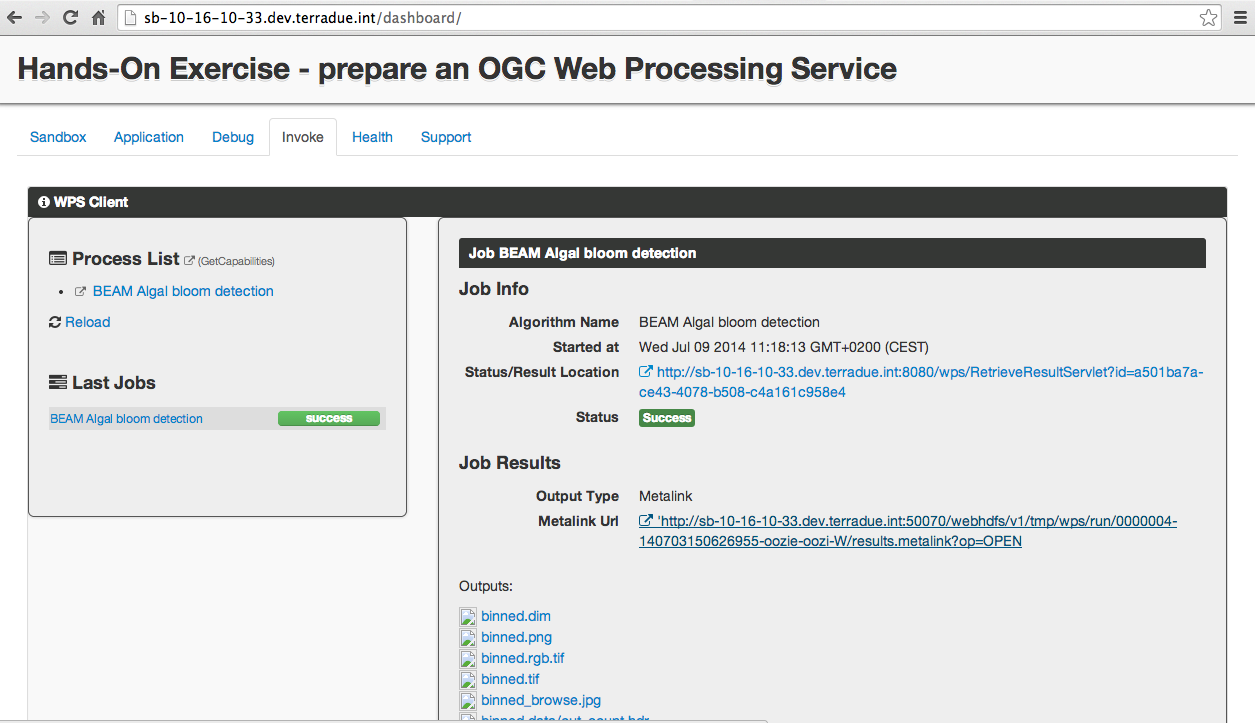 sb-10-16-10-33.dev.terradue.int/dashboard/
Hands-On Exercise - prepare an OGC Web Processing Service
Sandbox Application Debug Invoke Health Support
WPS Client
Process List (GetCapabilities)
BEAM Algal bloom detection
Reload
Last Jobs
BEAM Algal bloom detection success
Job BEAM Algal bloom detection
Job Info
Algorithm Name BEAM Algal bloom detection
Started at Wed Jul 09 2014 11:18:13 GMT+0200 (CEST)
Status/Result Location http://sb-10-16-10-33.dev.terradue.int:8080/wps/RetrieveResultServlet?id=a501ba7a-
ce43-4078-b508-c4a161c958e4
Status Success
Job Results
Output Type Metalink
Metalink Url 'http://sb-10-16-10-33.dev.terradue.int:50070/webhdfs/v1/tmp/wps/run/0000004-
140703150626955-oozie-oozi-W/results.metalink?op=OPEN
Outputs:
binned.dim
binned.png
binned.rgb.tif
binned.tif
binned_browse.jpg
binned.data/out_count.hdr